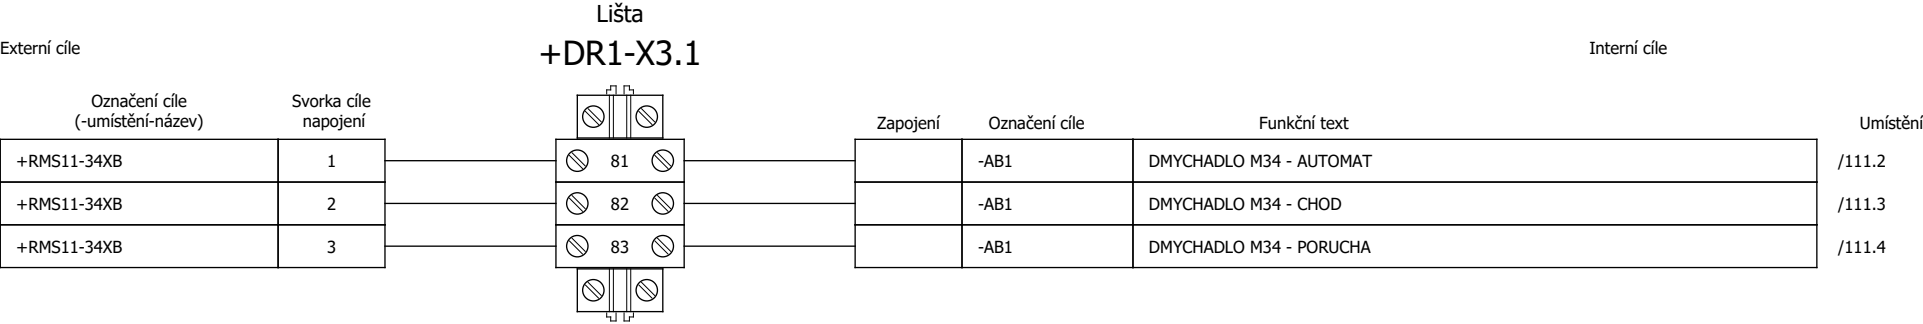 Lišta
Externí cíle
+DR1-X3.1
Interní cíle
Označení cíle
(-umístění-název)
Svorka cíle
napojení
Zapojení
Označení cíle
Funkční text
Umístění
+RMS11-34XB 1 81 -AB1 DMYCHADLO M34 - AUTOMAT /111.2
+RMS11-34XB 2 82 -AB1 DMYCHADLO M34 - CHOD /111.3
+RMS11-34XB 3 83 -AB1 DMYCHADLO M34 - PORUCHA /111.4